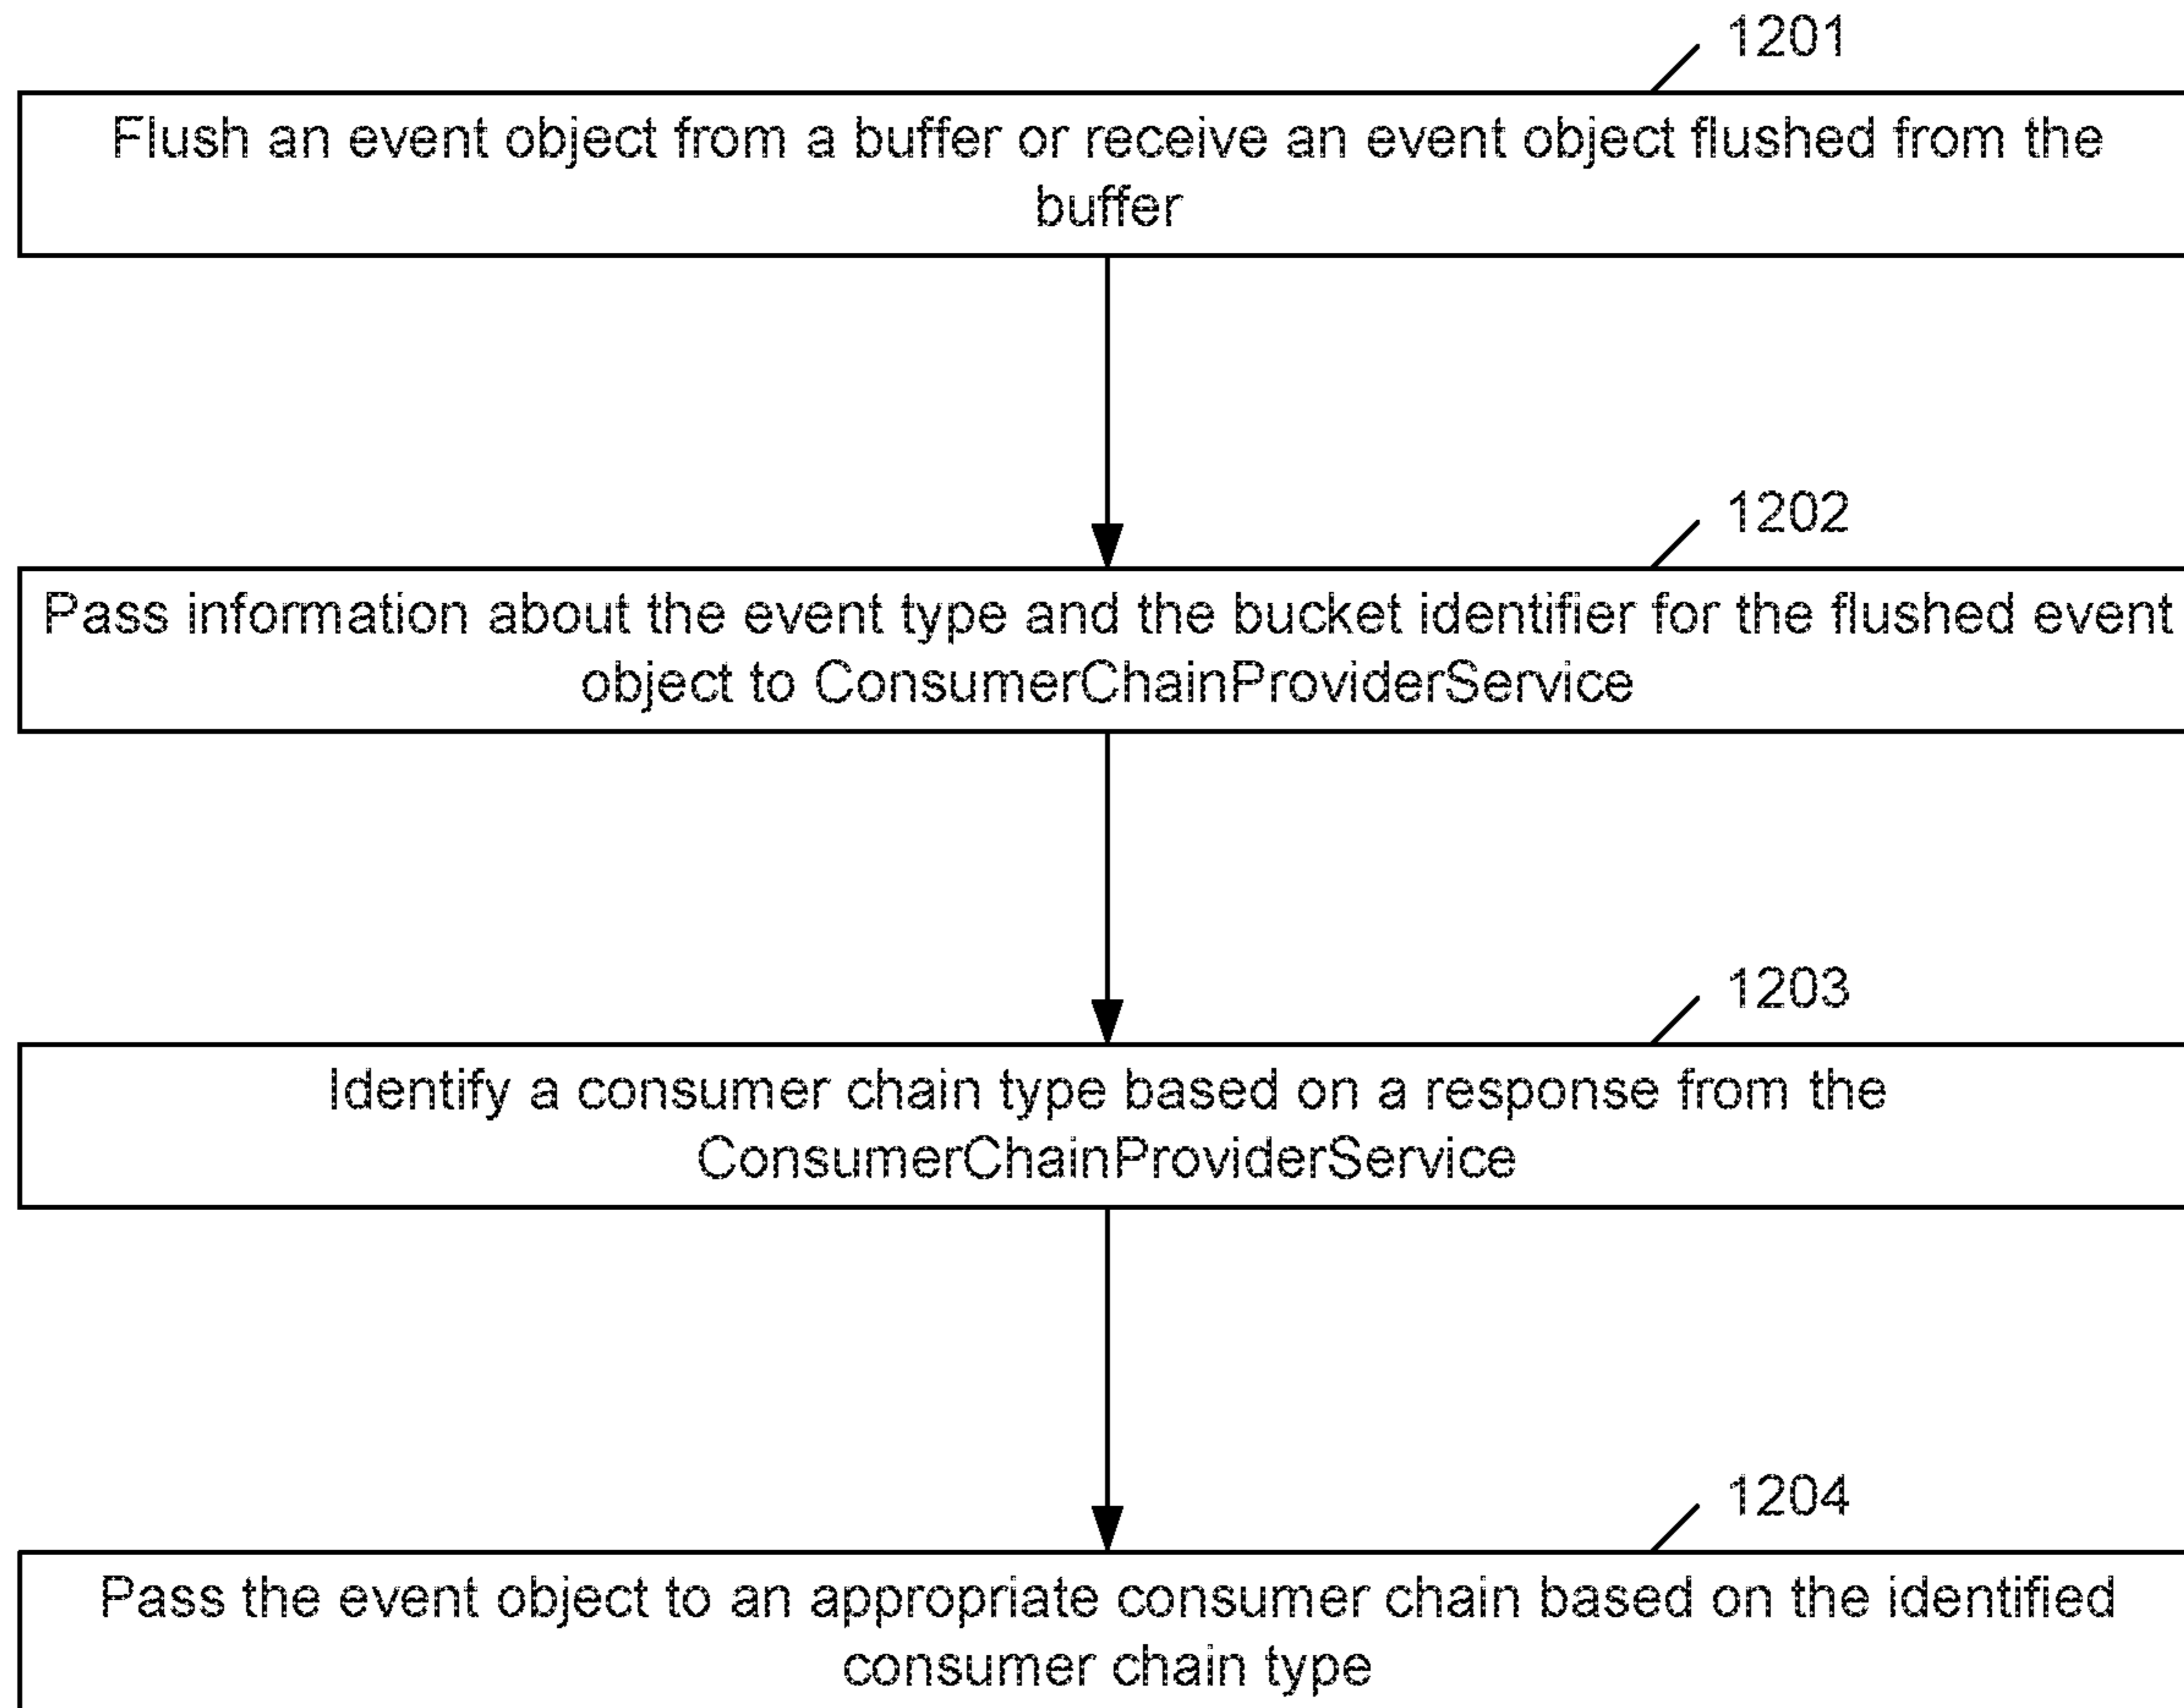 1201
Flush an event object from a buffer or receive an event object flushed from the
buffer
1202
Pass information about the event type and the bucket identifier for the flushed event
object to ConsumerChainProviderService
1203
Identify a consumer chain type based on a response from the
ConsumerChainProviderService
1204
Pass the event object to an appropriate consumer chain based on the identified
consumer chain type